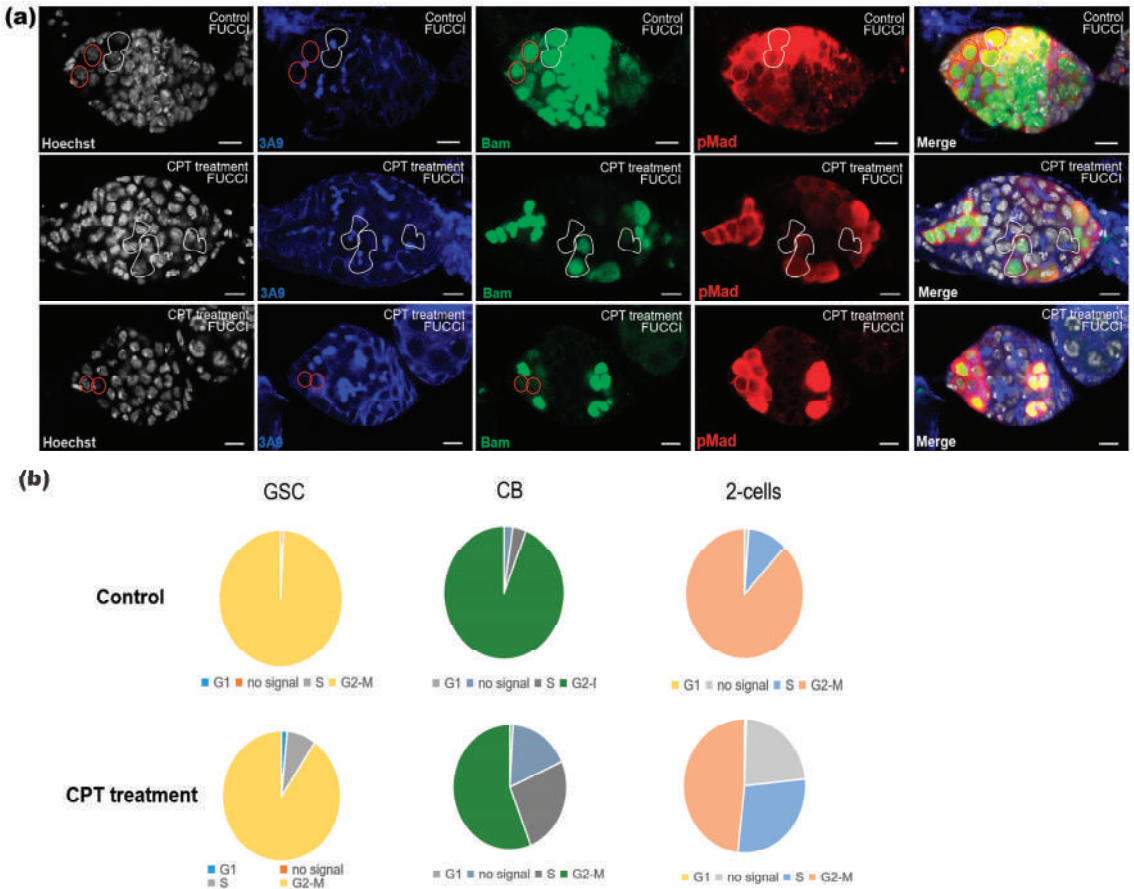 (a)
Control
FUCCI
Control
FUCCI
Control
FUCCI
Control
FUCCI
Control
FUCCI
Hoechst
3A9
Bam
pMad
Merge
CPT treatment
FUCCI
CPT treatment
FUCCI
CPT treatment
FUCCI
CPT treatment
FUCCI
CPT treatment
FUCCI
Hoechst
3A9
Bam
pMad
Merge
CPT treatment
FUCCI
CPT treatment
FUCCI
CPT treatment
FUCCI
CPT treatment
FUCCI
CPT treatment
FUCCI
Hoechst
3A9
Bam
pMad
Merge
(b)
GSC CB 2-cells
Control
G1 no signal S G2-M
G1 no signal S G2-I
G1 no signal S G2-M
CPT treatment
G1 no signal
S G2-M
G1 no signal S G2-M
G1 no signal S G2-M